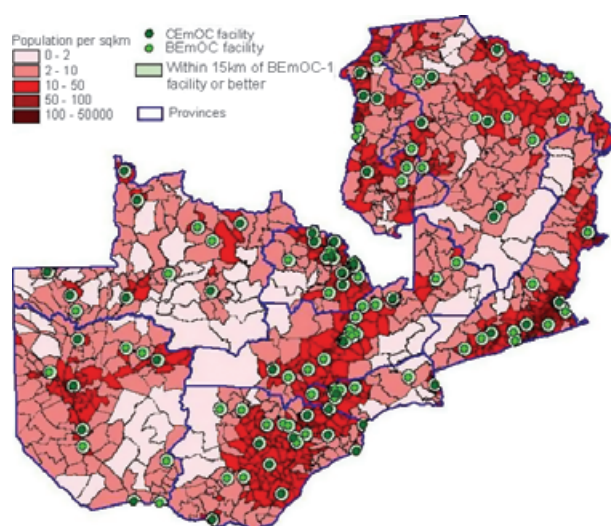 Population per sqkm
0 - 2
2 - 10
10 - 50
50 - 100
100 - 50000
CEmOC facility
BEmOC facility
Within 15km of BEmOC-1
facility or better
Provinces